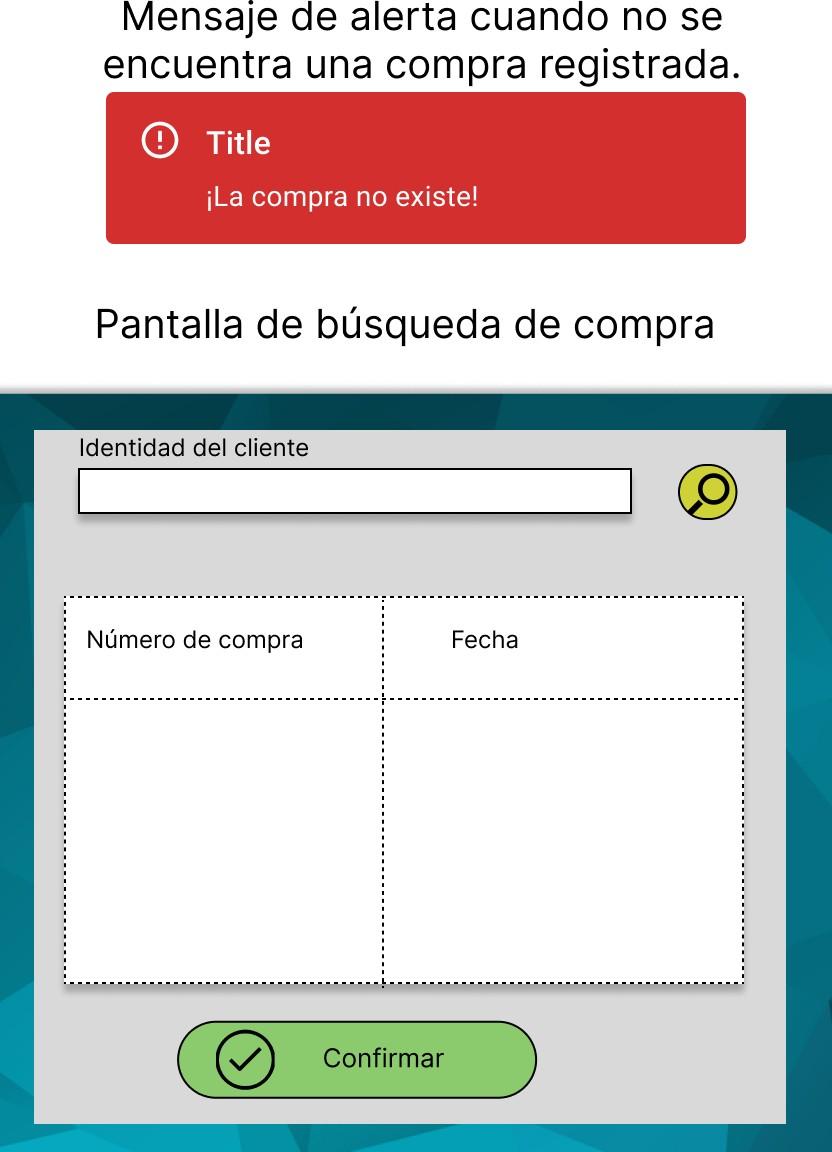 Mensaje de alerta cuando no se
encuentra una compra registrada.
Title
¡La compra no existe!
Pantalla de búsqueda de compra
Identidad del cliente
Número de compra
Fecha
Confirmar